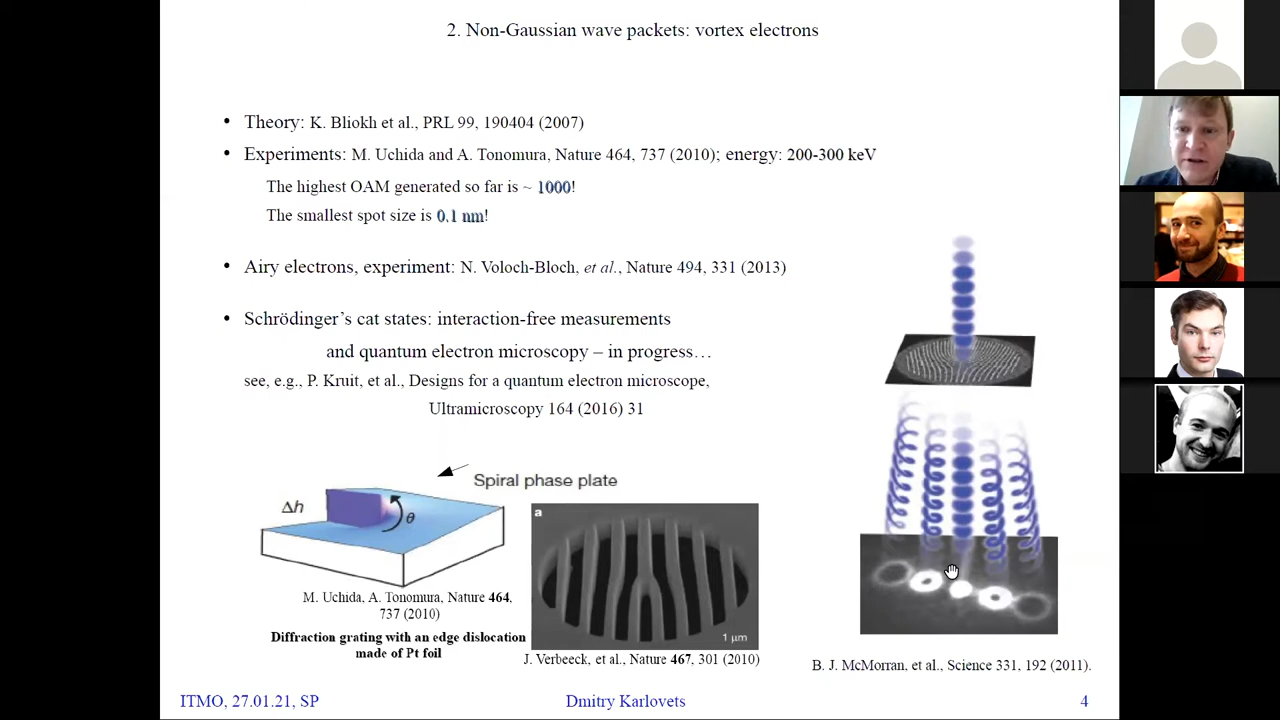 2. Non-Gaussian wave packets: vortex electrons
• Theory: K. Bliokh et al., PRL 99, 190404 (2007)
• Experiments: M. Uchida and A. Tonomura, Nature 464, 737 (2010); energy: 200-300 keV
The highest OAM generated so far is ~ 1000!
The smallest spot size is 0.1 nm!
• Airy electrons, experiment: N. Voloch-Bloch, et al., Nature 494, 331 (2013)
• Schrödinger's cat states: interaction-free measurements
and quantum electron microscopy – in progress…
see, e.g., P. Kruit, et al., Designs for a quantum electron microscope,
Ultramicroscopy 164 (2016) 31
Spiral phase plate
Δh
θ
a
1 μm
M. Uchida, A. Tonomura, Nature 464,
737 (2010)
Diffraction grating with an edge dislocation
made of Pt foil
J. Verbeeck, et al., Nature 467, 301 (2010)
B. J. McMorran, et al., Science 331, 192 (2011).
ITMO, 27.01.21, SP
Dmitry Karlovets
4